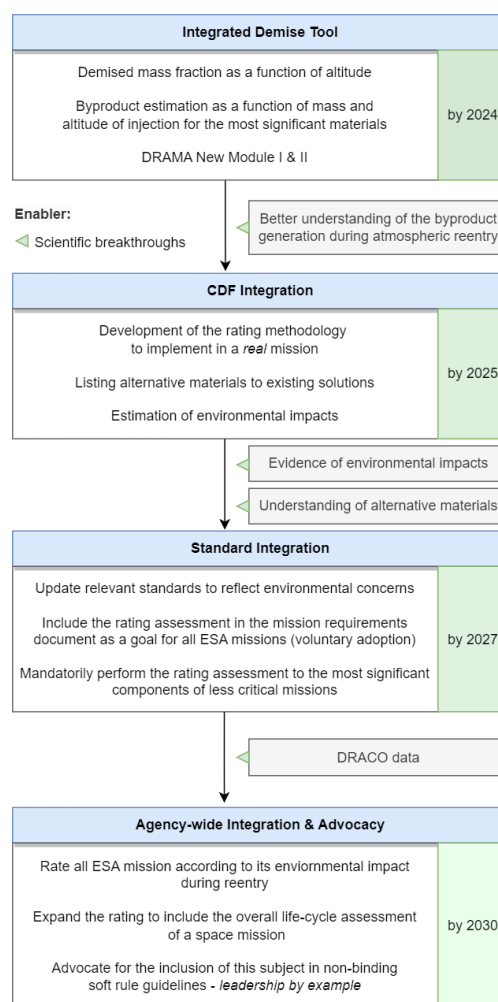 Integrated Demise Tool
Demised mass fraction as a function of altitude
Byproduct estimation as a function of mass and
altitude of injection for the most significant materials
DRAMA New Module I & II
by 2024
Enabler:
Scientific breakthroughs
Better understanding of the byproduct
generation during atmospheric reentry
CDF Integration
Development of the rating methodology
to implement in a real mission
Listing alternative materials to existing solutions
Estimation of environmental impacts
by 2025
Evidence of environmental impacts
Understanding of alternative materials
Standard Integration
Update relevant standards to reflect environmental concerns
Include the rating assessment in the mission requirements
document as a goal for all ESA missions (voluntary adoption)
Mandatorily perform the rating assessment to the most significant
components of less critical missions
by 2027
DRACO data
Agency-wide Integration & Advocacy
Rate all ESA mission according to its enviornmental impact
during reentry
Expand the rating to include the overall life-cycle assessment
of a space mission
Advocate for the inclusion of this subject in non-binding
soft rule guidelines - leadership by example
by 2030